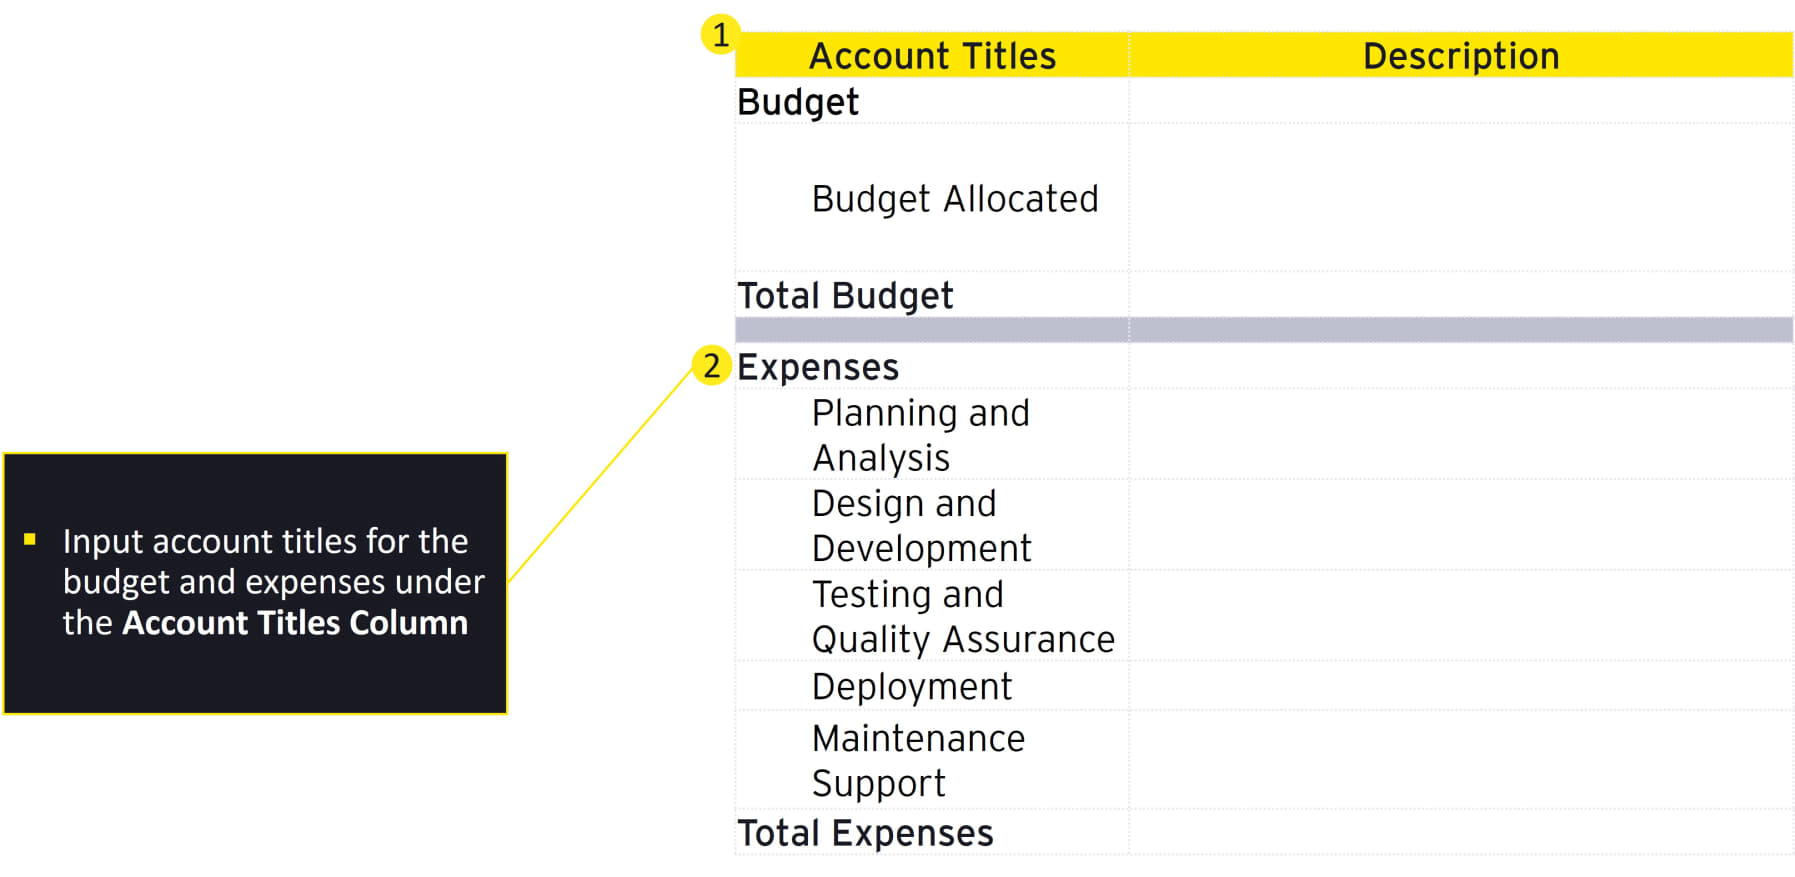 1
Account Titles Description
Budget
Budget Allocated
Total Budget
2 Expenses
Planning and
Analysis
Design and
Development
Testing and
Quality Assurance
Deployment
Maintenance
Support
Total Expenses
▪ Input account titles for the
budget and expenses under
the Account Titles Column